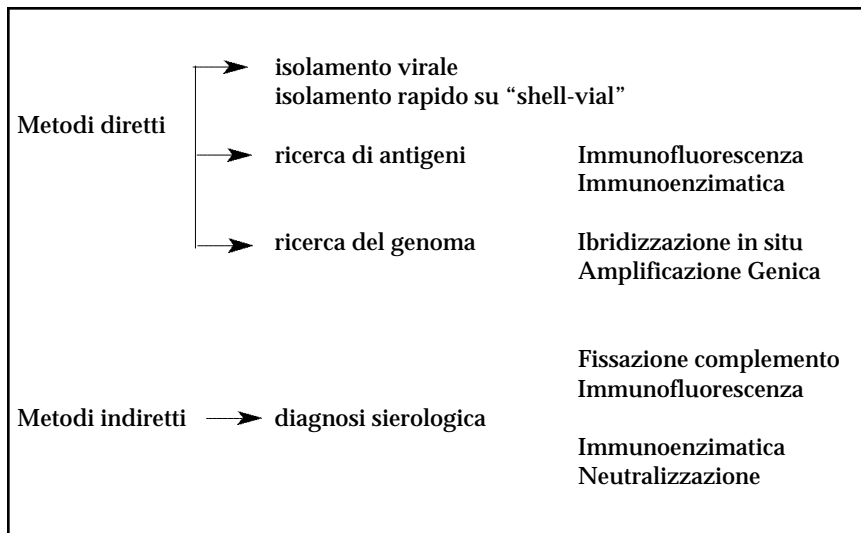 isolamento virale
isolamento rapido su “shell-vial”
Metodi diretti
ricerca di antigeni Immunofluorescenza
Immunoenzimatica
ricerca del genoma Ibridizzazione in situ
Amplificazione Genica
Fissazione complemento
Immunofluorescenza
Metodi indiretti diagnosi sierologica
Immunoenzimatica
Neutralizzazione